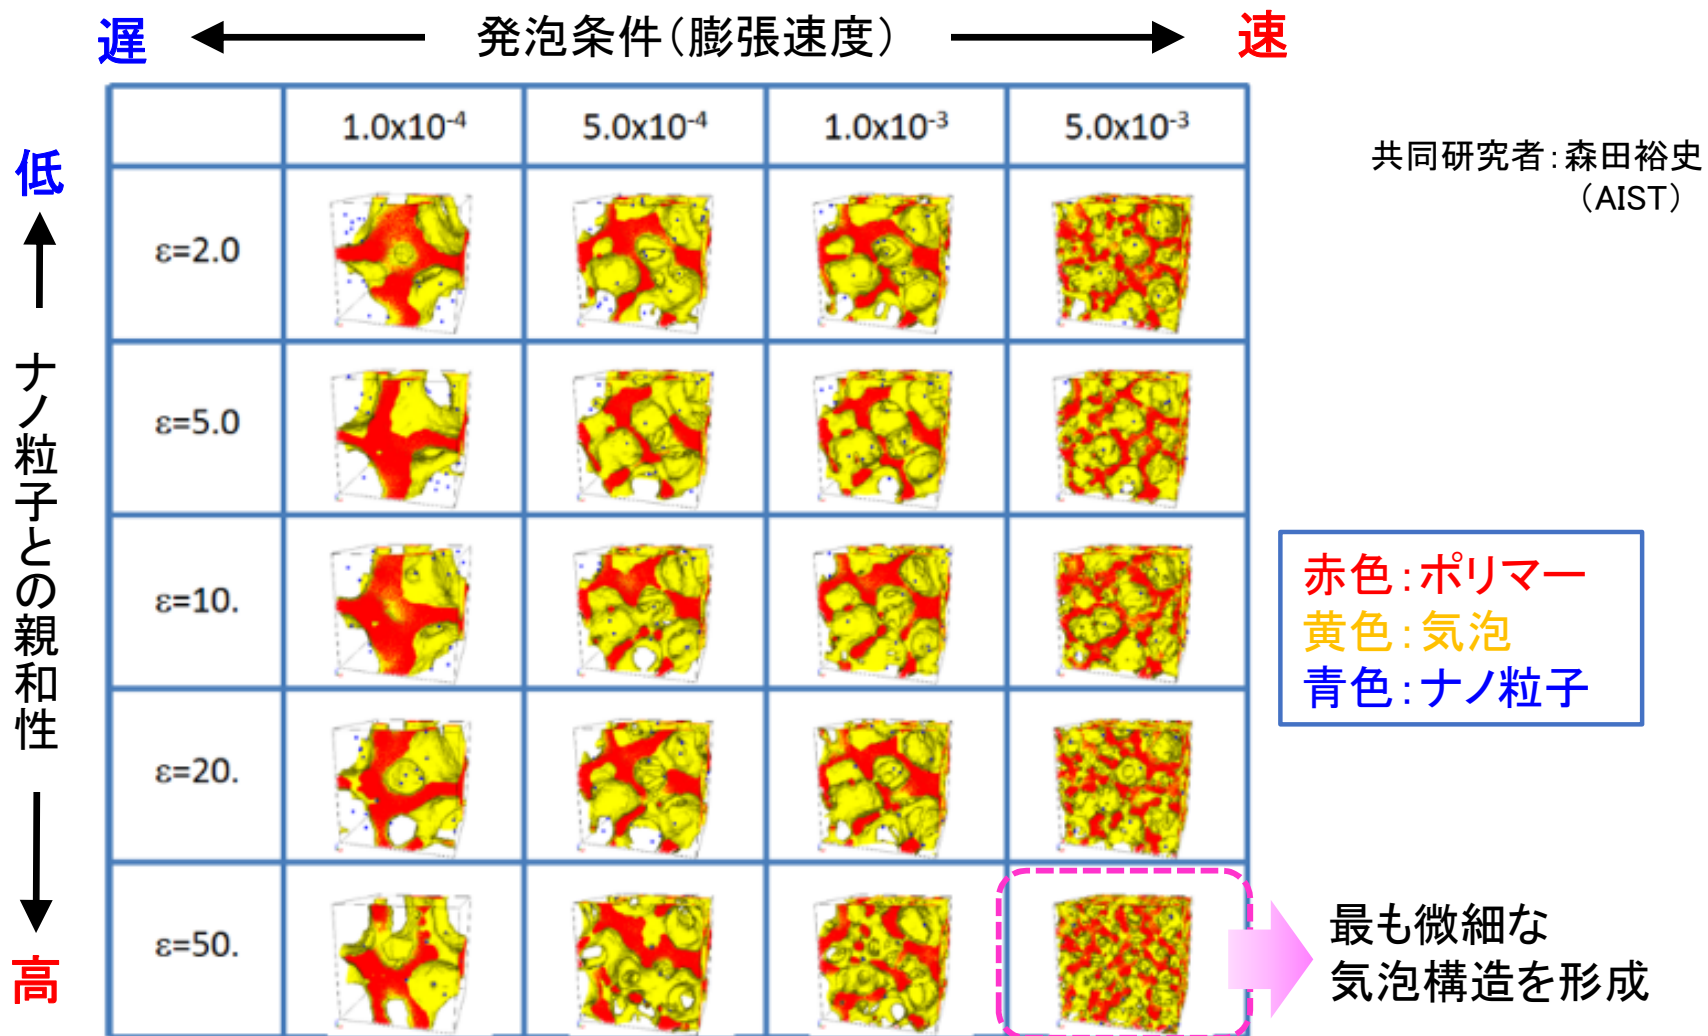 遅 発泡条件(膨張速度) 速
1.0x10⁻⁴ 5.0x10⁻⁴ 1.0x10⁻³ 5.0x10⁻³
共同研究者：森田裕史
（AIST）
低
ナノ粒子との親和性
高
ε=2.0
ε=5.0
ε=10.
ε=20.
ε=50.
赤色：ポリマー
黄色：気泡
青色：ナノ粒子
最も微細な
気泡構造を形成